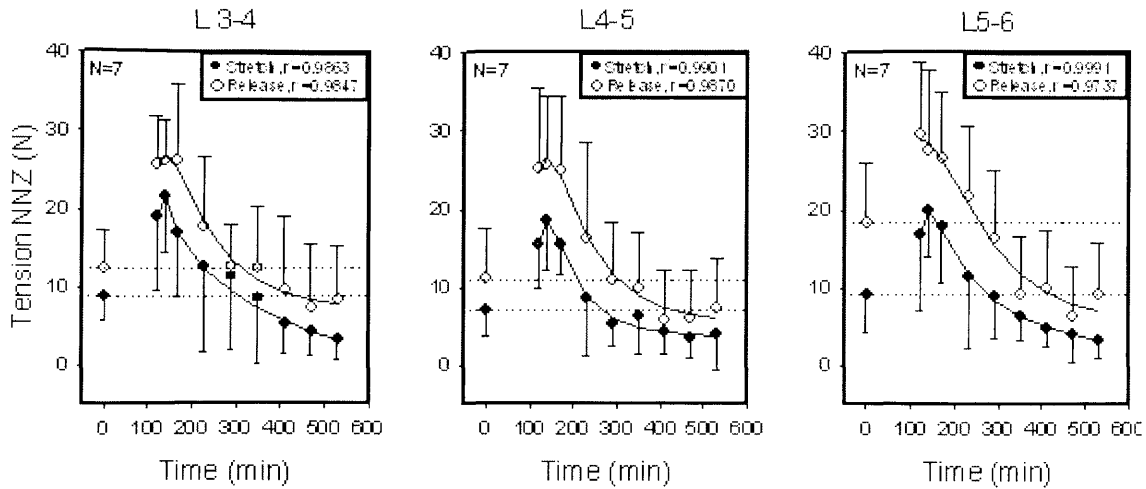 L 3-4
L4-5
L5-6
Tension NNZ (N)
40
30
20
10
0
N=7
Stretch, r=0.9863
Release, r=0.9847
0 100 200 300 400 500 600
Time (min)
40
30
20
10
0
N=7
Stretch, r²=0.9901
Release, r=0.9870
0 100 200 300 400 500 600
Time (min)
40
30
20
10
0
N=7
Stretch, r²=0.9991
Release, r=0.9737
0 100 200 300 400 500 600
Time (min)